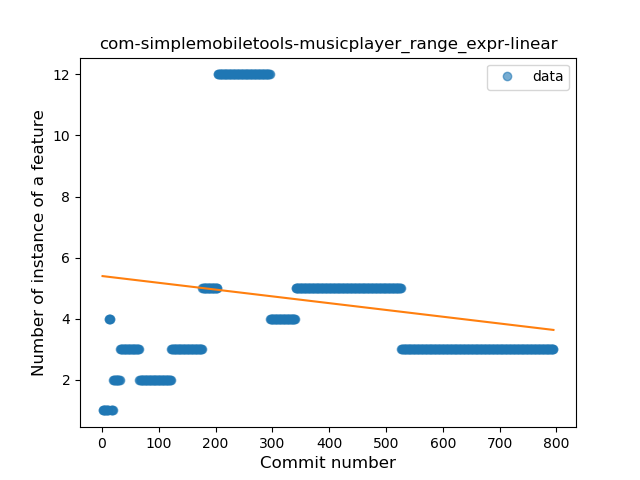 com-simplemobiletools-musicplayer_range_expr-linear
data
Number of instance of a feature
12
10
8
6
4
2
0 100 200 300 400 500 600 700 800
Commit number